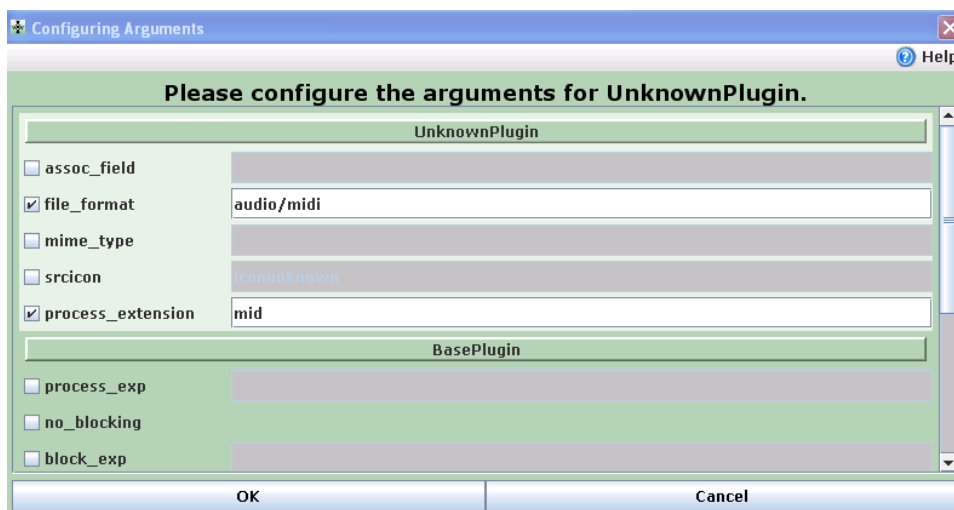 Configuring Arguments
Help
Please configure the arguments for UnknownPlugin.
UnknownPlugin
assoc_field
file_format audio/midi
mime_type
srcicon iconunknown
process_extension mid
BasePlugin
process_exp
no_blocking
block_exp
OK Cancel